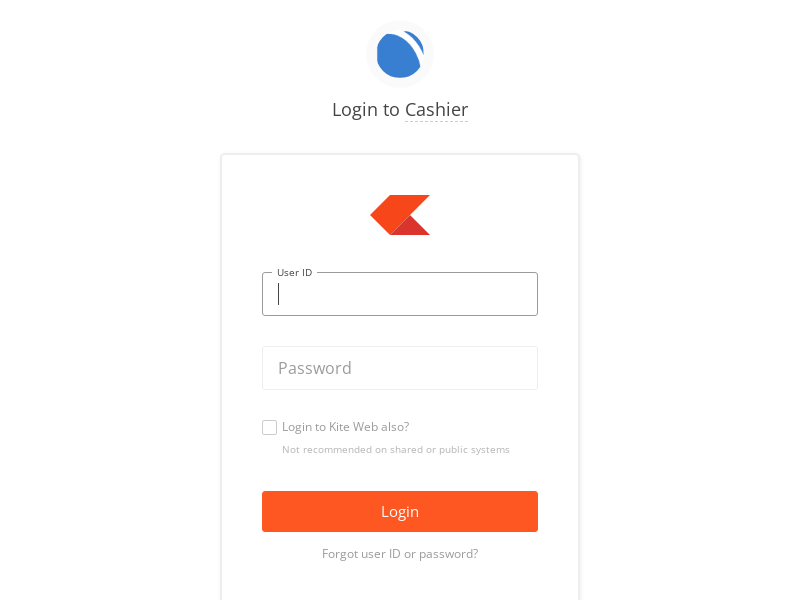 Login to Cashier
User ID
Password
Login to Kite Web also?
Not recommended on shared or public systems
Login
Forgot user ID or password?